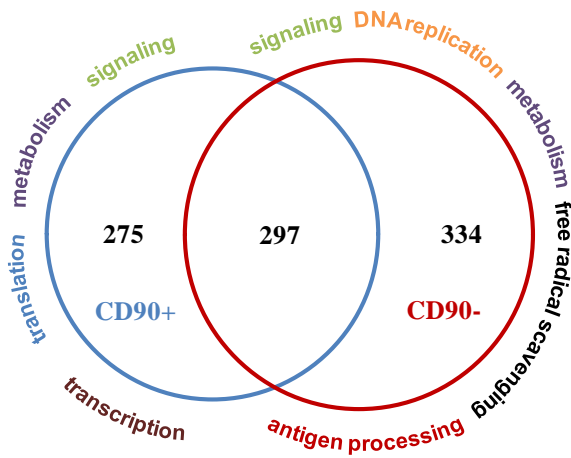 signaling
signaling
DNA replication
metabolism
metabolism
275
297
334
free radical scavenging
translation
CD90+
CD90-
transcription
antigen processing